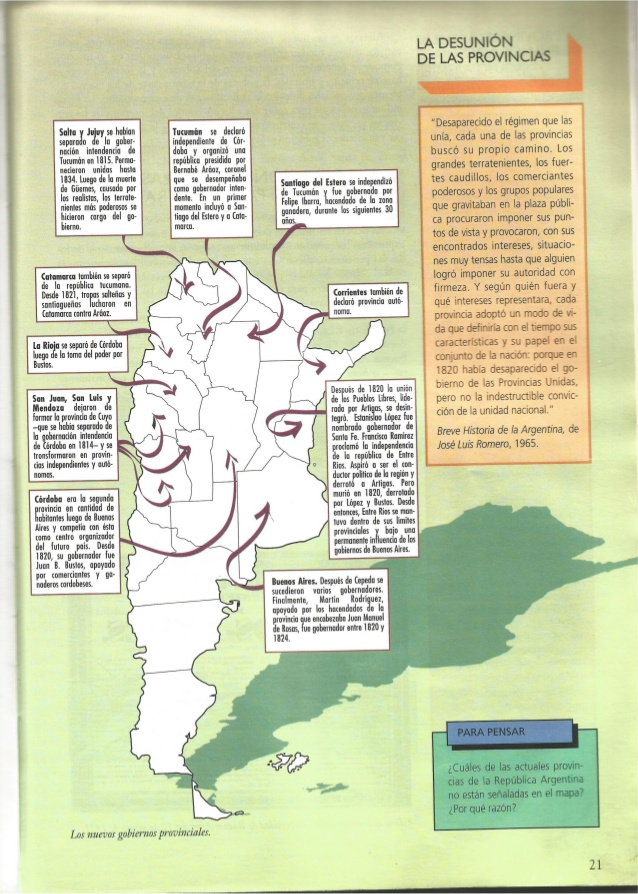 LA DESUNIÓN
DE LAS PROVINCIAS
Salta y Jujuy se habían
separado de la gober-
nación intendencia de
Tucumán en 1815. Perma-
necieron unidas hasta
1834. Luego de la muerte
de Güemes, causada por
los realistas, los terrate-
nientes más poderosos se
hicieron cargo del go-
bierno.
Tucumán se declaró
independiente de Cór-
doba y organizó una
república presidida por
Bernabé Aráoz, coronel
que se desempeñaba
como gobernador inten-
dente. En un primer
momento incluyó a San-
tiago del Estero y a Cata-
marca.
Santiago del Estero se independizó
de Tucumán y fue gobernada por
Felipe Ibarra, hacendado de la zona
ganadera, durante los siguientes 30
años.
Catamarca también se separó
de la república tucumana.
Desde 1821, tropas salteñas y
santiagueñas lucharon en
Catamarca contra Aráoz.
Corrientes también de
declaró provincia autó-
noma.
La Rioja se separó de Córdoba
luego de la toma del poder por
Bustos.
San Juan, San Luis y
Mendoza dejaron de
formar la provincia de Cuyo
–que se había separado de
la gobernación intendencia
de Córdoba en 1814– y se
transformaron en provin-
cias independientes y autó-
nomas.
Después de 1820 la unión
de los Pueblos Libres, lide-
rada por Artigas, se desin-
tegró. Estanislao López fue
nombrado gobernador de
Santa Fe. Francisco Ramírez
proclamó la independencia
de la república de Entre
Ríos. Aspiró a ser el con-
ductor político de la región y
derrotó a Artigas. Pero
murió en 1820, derrotado
por López y Bustos. Desde
entonces, Entre Ríos se man-
tuvo dentro de sus límites
provinciales y bajo una
permanente influencia de los
gobiernos de Buenos Aires.
Córdoba era la segunda
provincia en cantidad de
habitantes luego de Buenos
Aires y competía con ésta
como centro organizador
del futuro país. Desde
1820, su gobernador fue
Juan B. Bustos, apoyado
por comerciantes y ga-
naderos cordobeses.
Buenos Aires. Después de Cepeda se
sucedieron varios gobernadores.
Finalmente, Martín Rodríguez,
apoyado por los hacendados de la
provincia que encabezaba Juan Manuel
de Rosas, fue gobernador entre 1820 y
1824.
Los nuevos gobiernos provinciales.
"Desaparecido el régimen que las
unía, cada una de las provincias
buscó su propio camino. Los
grandes terratenientes, los fuer-
tes caudillos, los comerciantes
poderosos y los grupos populares
que gravitaban en la plaza públi-
ca procuraron imponer sus pun-
tos de vista y provocaron, con sus
encontrados intereses, situacio-
nes muy tensas hasta que alguien
logró imponer su autoridad con
firmeza. Y según quién fuera y
qué intereses representara, cada
provincia adoptó un modo de vi-
da que definiría con el tiempo sus
características y su papel en el
conjunto de la nación: porque en
1820 había desaparecido el go-
bierno de las Provincias Unidas,
pero no la indestructible convic-
ción de la unidad nacional."
Breve Historia de la Argentina, de
José Luis Romero, 1965.
PARA PENSAR
¿Cuáles de las actuales provin-
cias de la República Argentina
no están señaladas en el mapa?
¿Por qué razón?
21